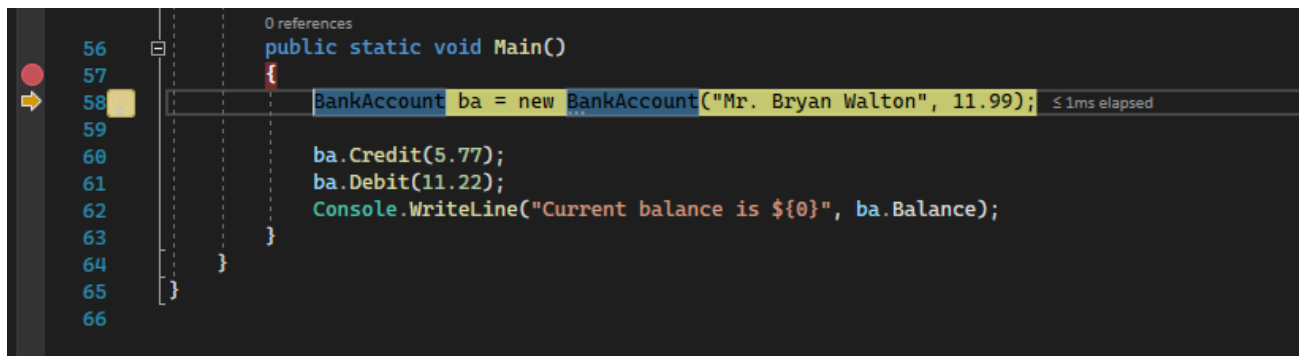 0 references
56 public static void Main()
57 {
58 BankAccount ba = new BankAccount("Mr. Bryan Walton", 11.99); ≤ 1ms elapsed
59
60 ba.Credit(5.77);
61 ba.Debit(11.22);
62 Console.WriteLine("Current balance is ${0}", ba.Balance);
63 }
64 }
65 }
66